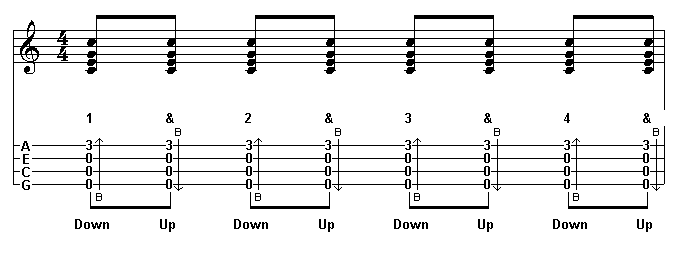 4
4
1 & 2 & 3 & 4 &
B B B B
A 3 3 3 3 3 3 3 3
E 0 0 0 0 0 0 0 0
C 0 0 0 0 0 0 0 0
G 0 0 0 0 0 0 0 0
B B B B
Down Up Down Up Down Up Down Up